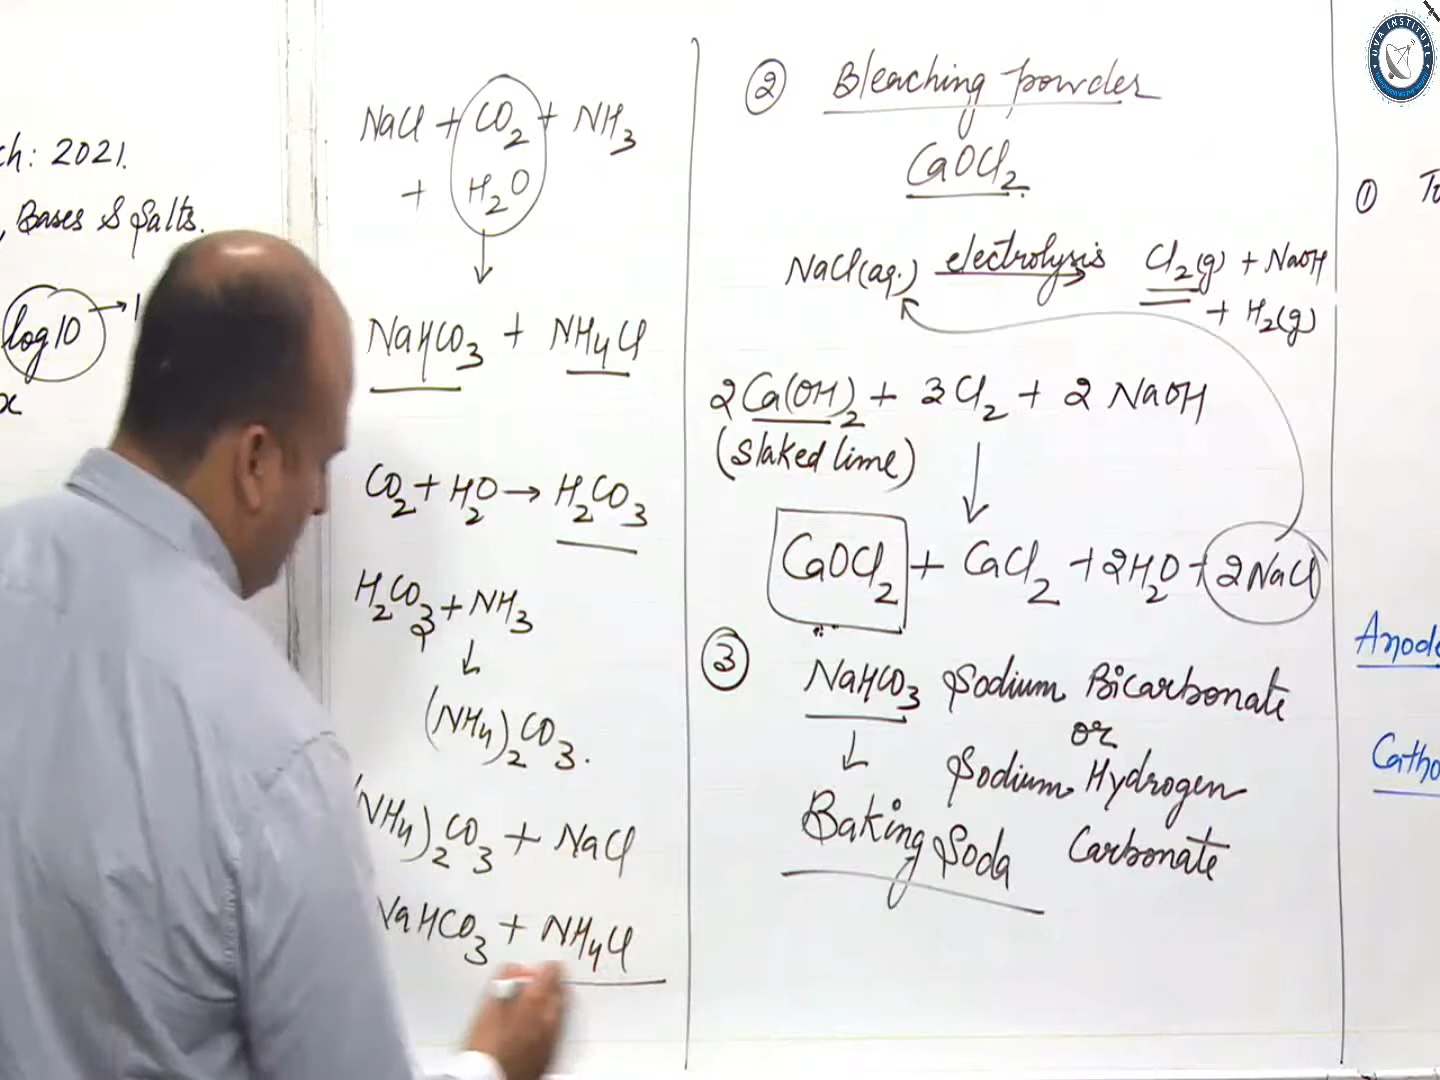 ch: 2021.
, Bases & Salts.
log10 → 1
x
NaCl + CO2 + NH3
+ H2O
↓
NaHCO3 + NH4Cl
CO2 + H2O → H2CO3
H2CO3 + NH3
↓
(NH4)2CO3.
(NH4)2CO3 + NaCl
NaHCO3 + NH4Cl
② Bleaching powder
CaOCl2.
NaCl(aq.) electrolysis → Cl2(g) + NaOH
+ H2(g)
2Ca(OH)2 + 3Cl2 + 2NaOH
(Slaked lime)
↓
CaOCl2 + CaCl2 + 2H2O + 2NaCl
③ NaHCO3 Sodium Bicarbonate
or
↓
Sodium Hydrogen
Baking Soda Carbonate
①
Anode
Catho
UVA INSTITUTE